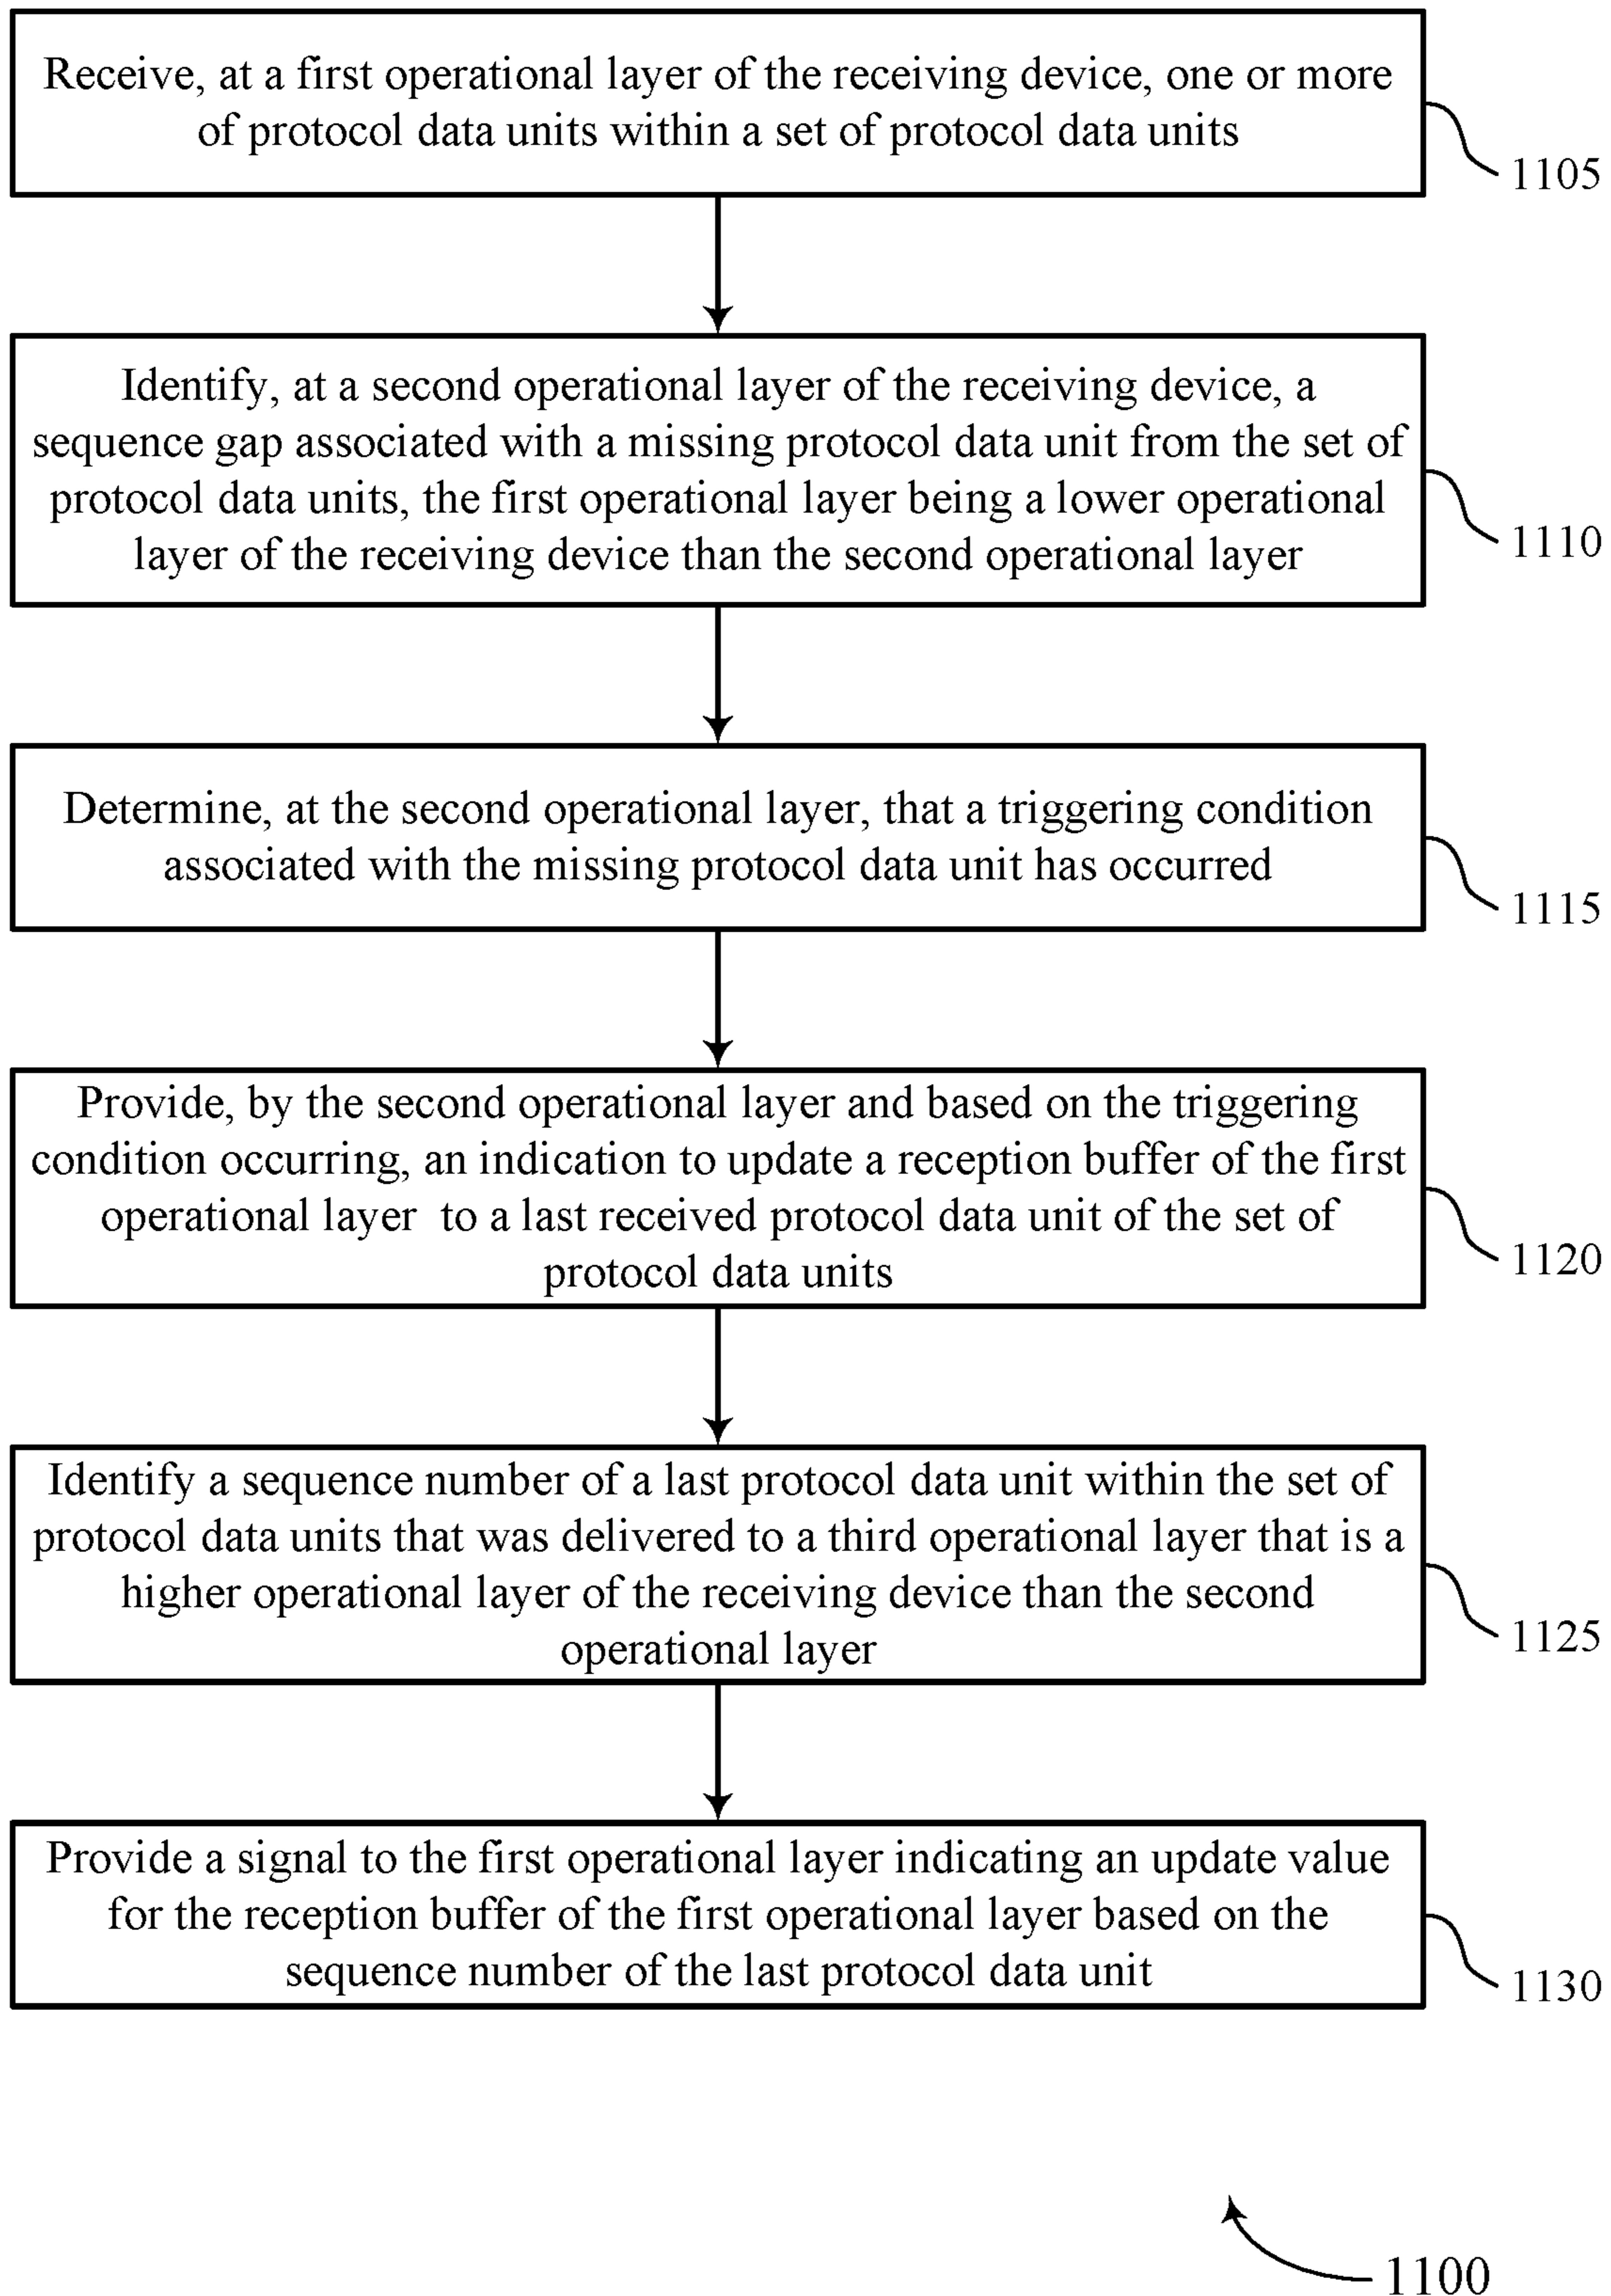 Receive, at a first operational layer of the receiving device, one or more
of protocol data units within a set of protocol data units
1105
Identify, at a second operational layer of the receiving device, a
sequence gap associated with a missing protocol data unit from the set of
protocol data units, the first operational layer being a lower operational
layer of the receiving device than the second operational layer
1110
Determine, at the second operational layer, that a triggering condition
associated with the missing protocol data unit has occurred
1115
Provide, by the second operational layer and based on the triggering
condition occurring, an indication to update a reception buffer of the first
operational layer to a last received protocol data unit of the set of
protocol data units
1120
Identify a sequence number of a last protocol data unit within the set of
protocol data units that was delivered to a third operational layer that is a
higher operational layer of the receiving device than the second
operational layer
1125
Provide a signal to the first operational layer indicating an update value
for the reception buffer of the first operational layer based on the
sequence number of the last protocol data unit
1130
1100